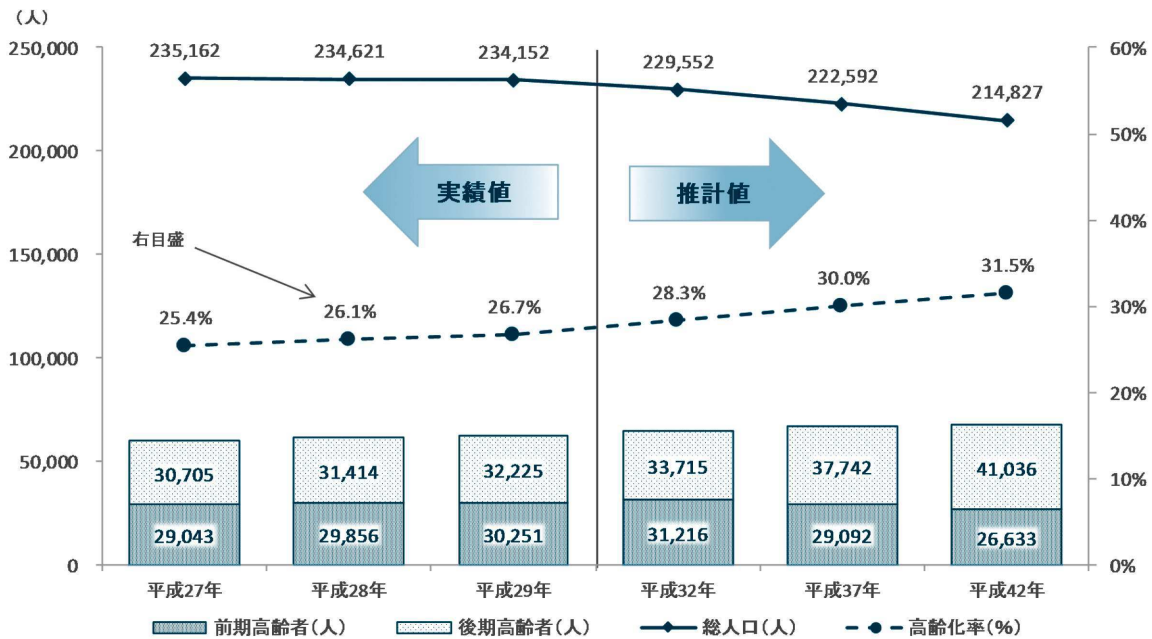 （人）
250,000
200,000
150,000
100,000
50,000
0
60%
50%
40%
30%
20%
10%
0%
235,162
234,621
234,152
229,552
222,592
214,827
実績値
推計値
右目盛
25.4%
26.1%
26.7%
28.3%
30.0%
31.5%
30,705
31,414
32,225
33,715
37,742
41,036
29,043
29,856
30,251
31,216
29,092
26,633
平成27年
平成28年
平成29年
平成32年
平成37年
平成42年
前期高齢者(人)
後期高齢者(人)
総人口(人)
高齢化率(%)